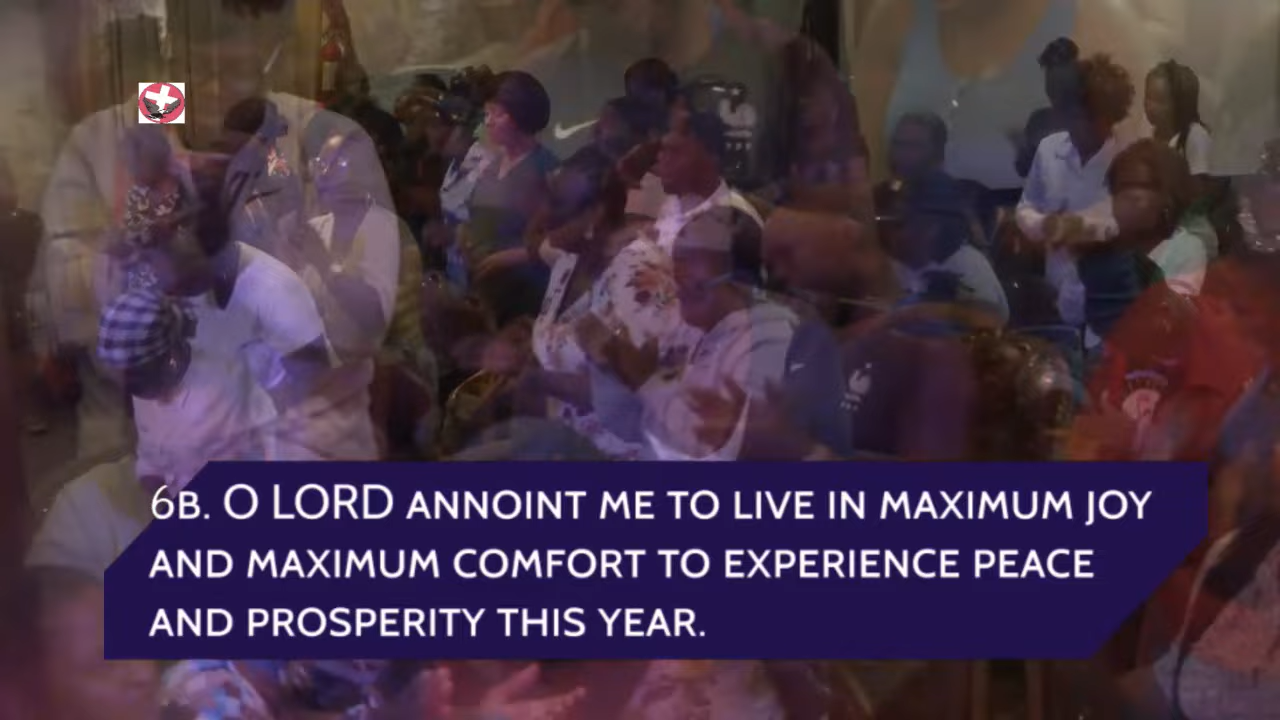 6B. O LORD ANNOINT ME TO LIVE IN MAXIMUM JOY
AND MAXIMUM COMFORT TO EXPERIENCE PEACE
AND PROSPERITY THIS YEAR.